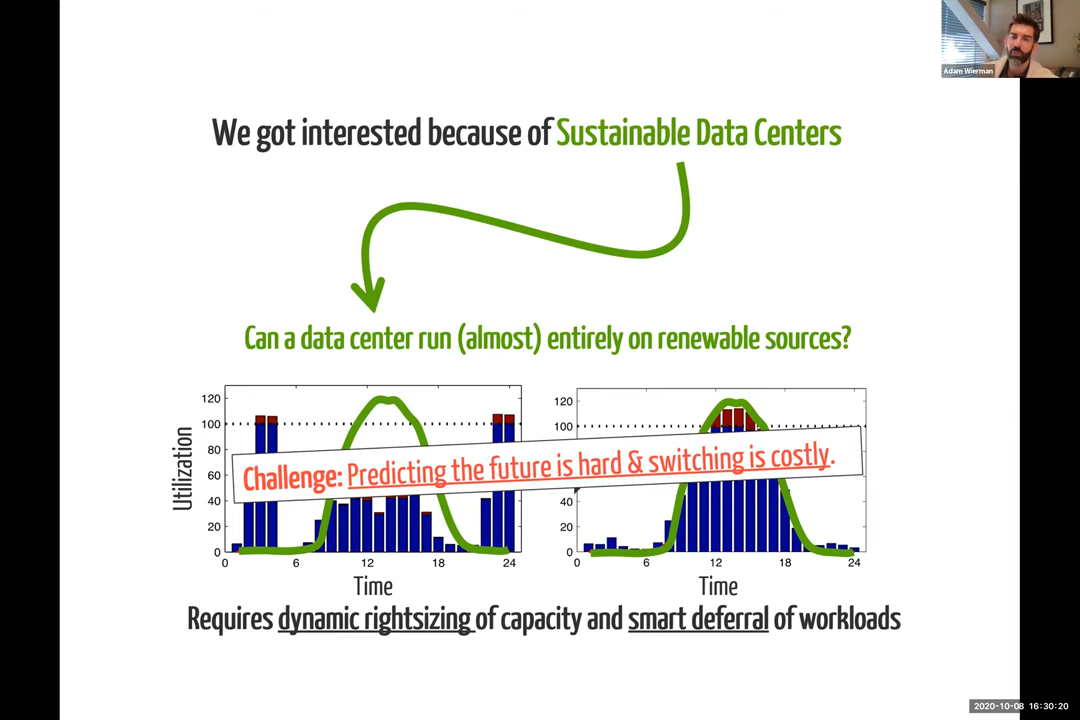 Adam Wierman
We got interested because of Sustainable Data Centers
Can a data center run (almost) entirely on renewable sources?
Utilization
120
100
80
60
40
20
0
0 6 12 18 24
Time
120
100
40
20
0
0 6 12 18 24
Time
Challenge: Predicting the future is hard & switching is costly.
Requires dynamic rightsizing of capacity and smart deferral of workloads
2020-10-08 16:30:20